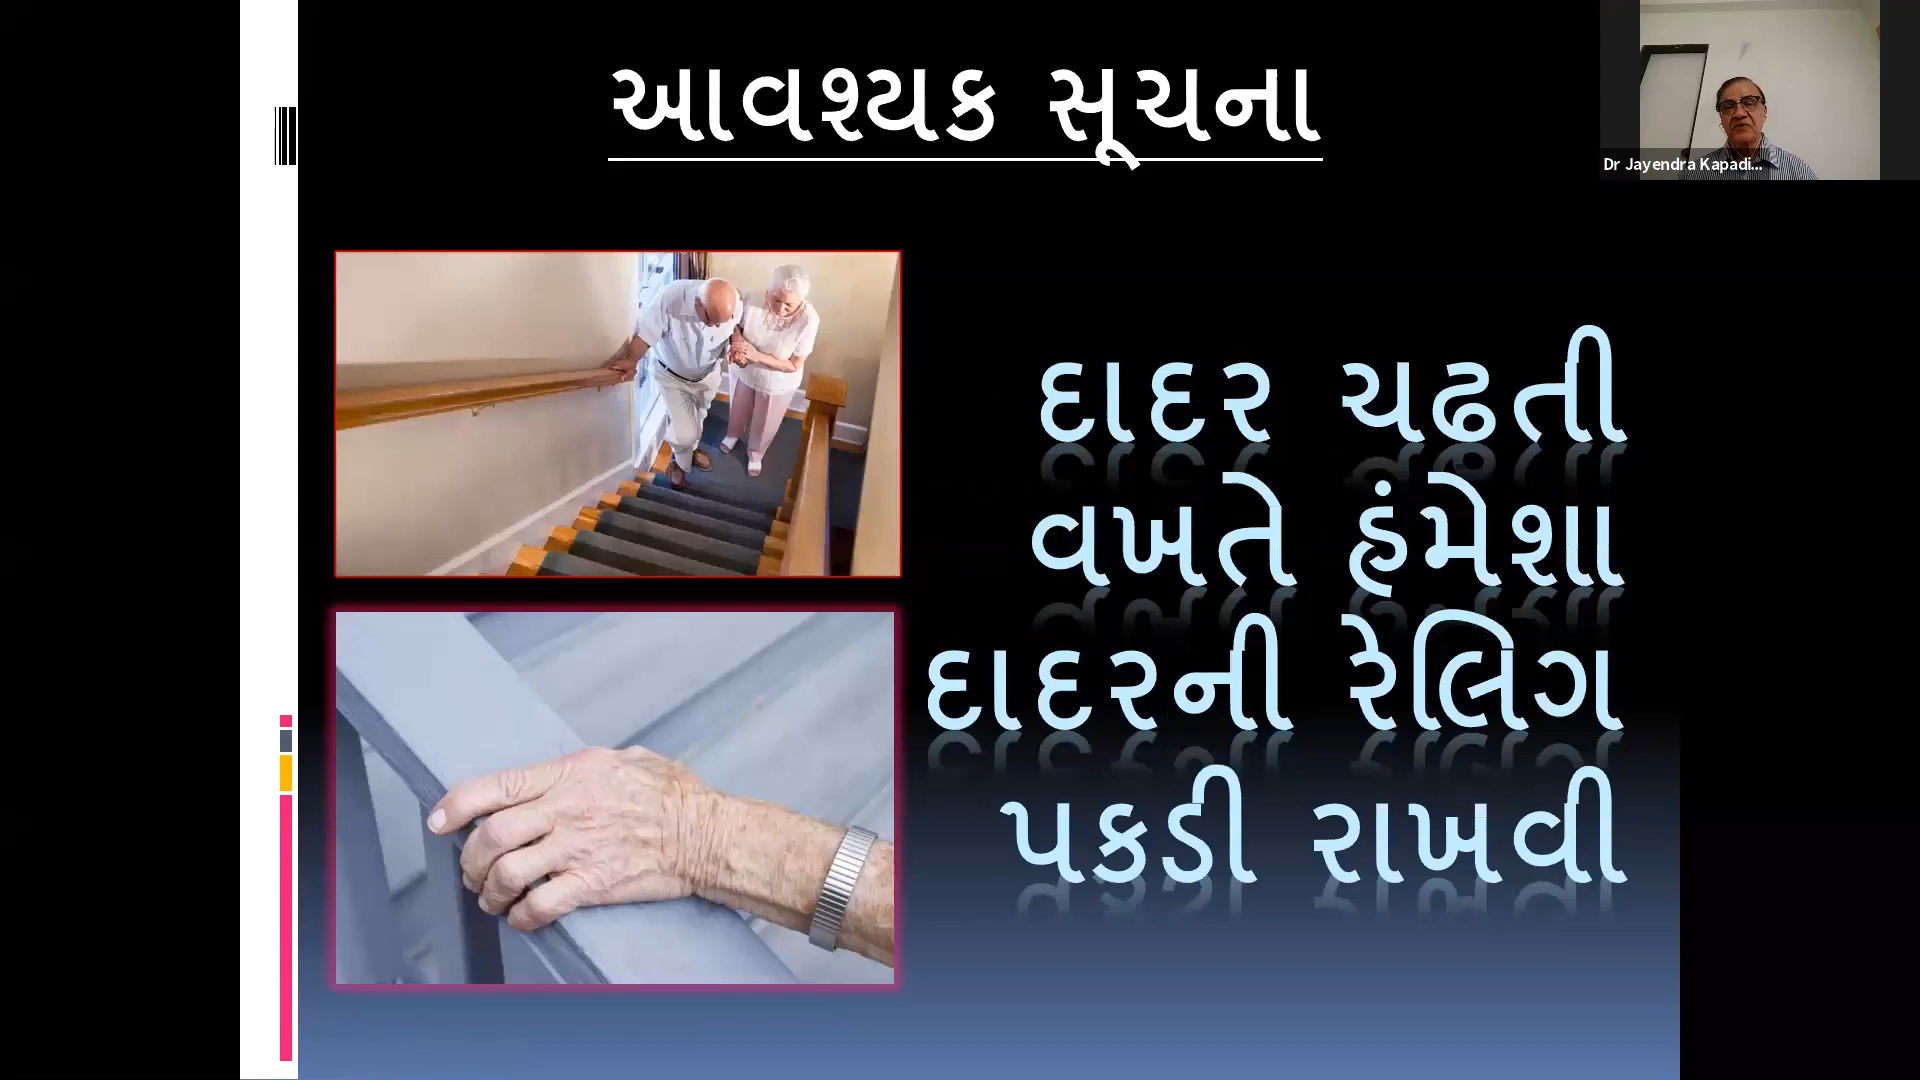 આવશ્યક સૂચના
Dr Jayendra Kapadi...
દાદર ચઢતી
વખતે હંમેશા
દાદરની રેલિગ
પકડી રાખવી